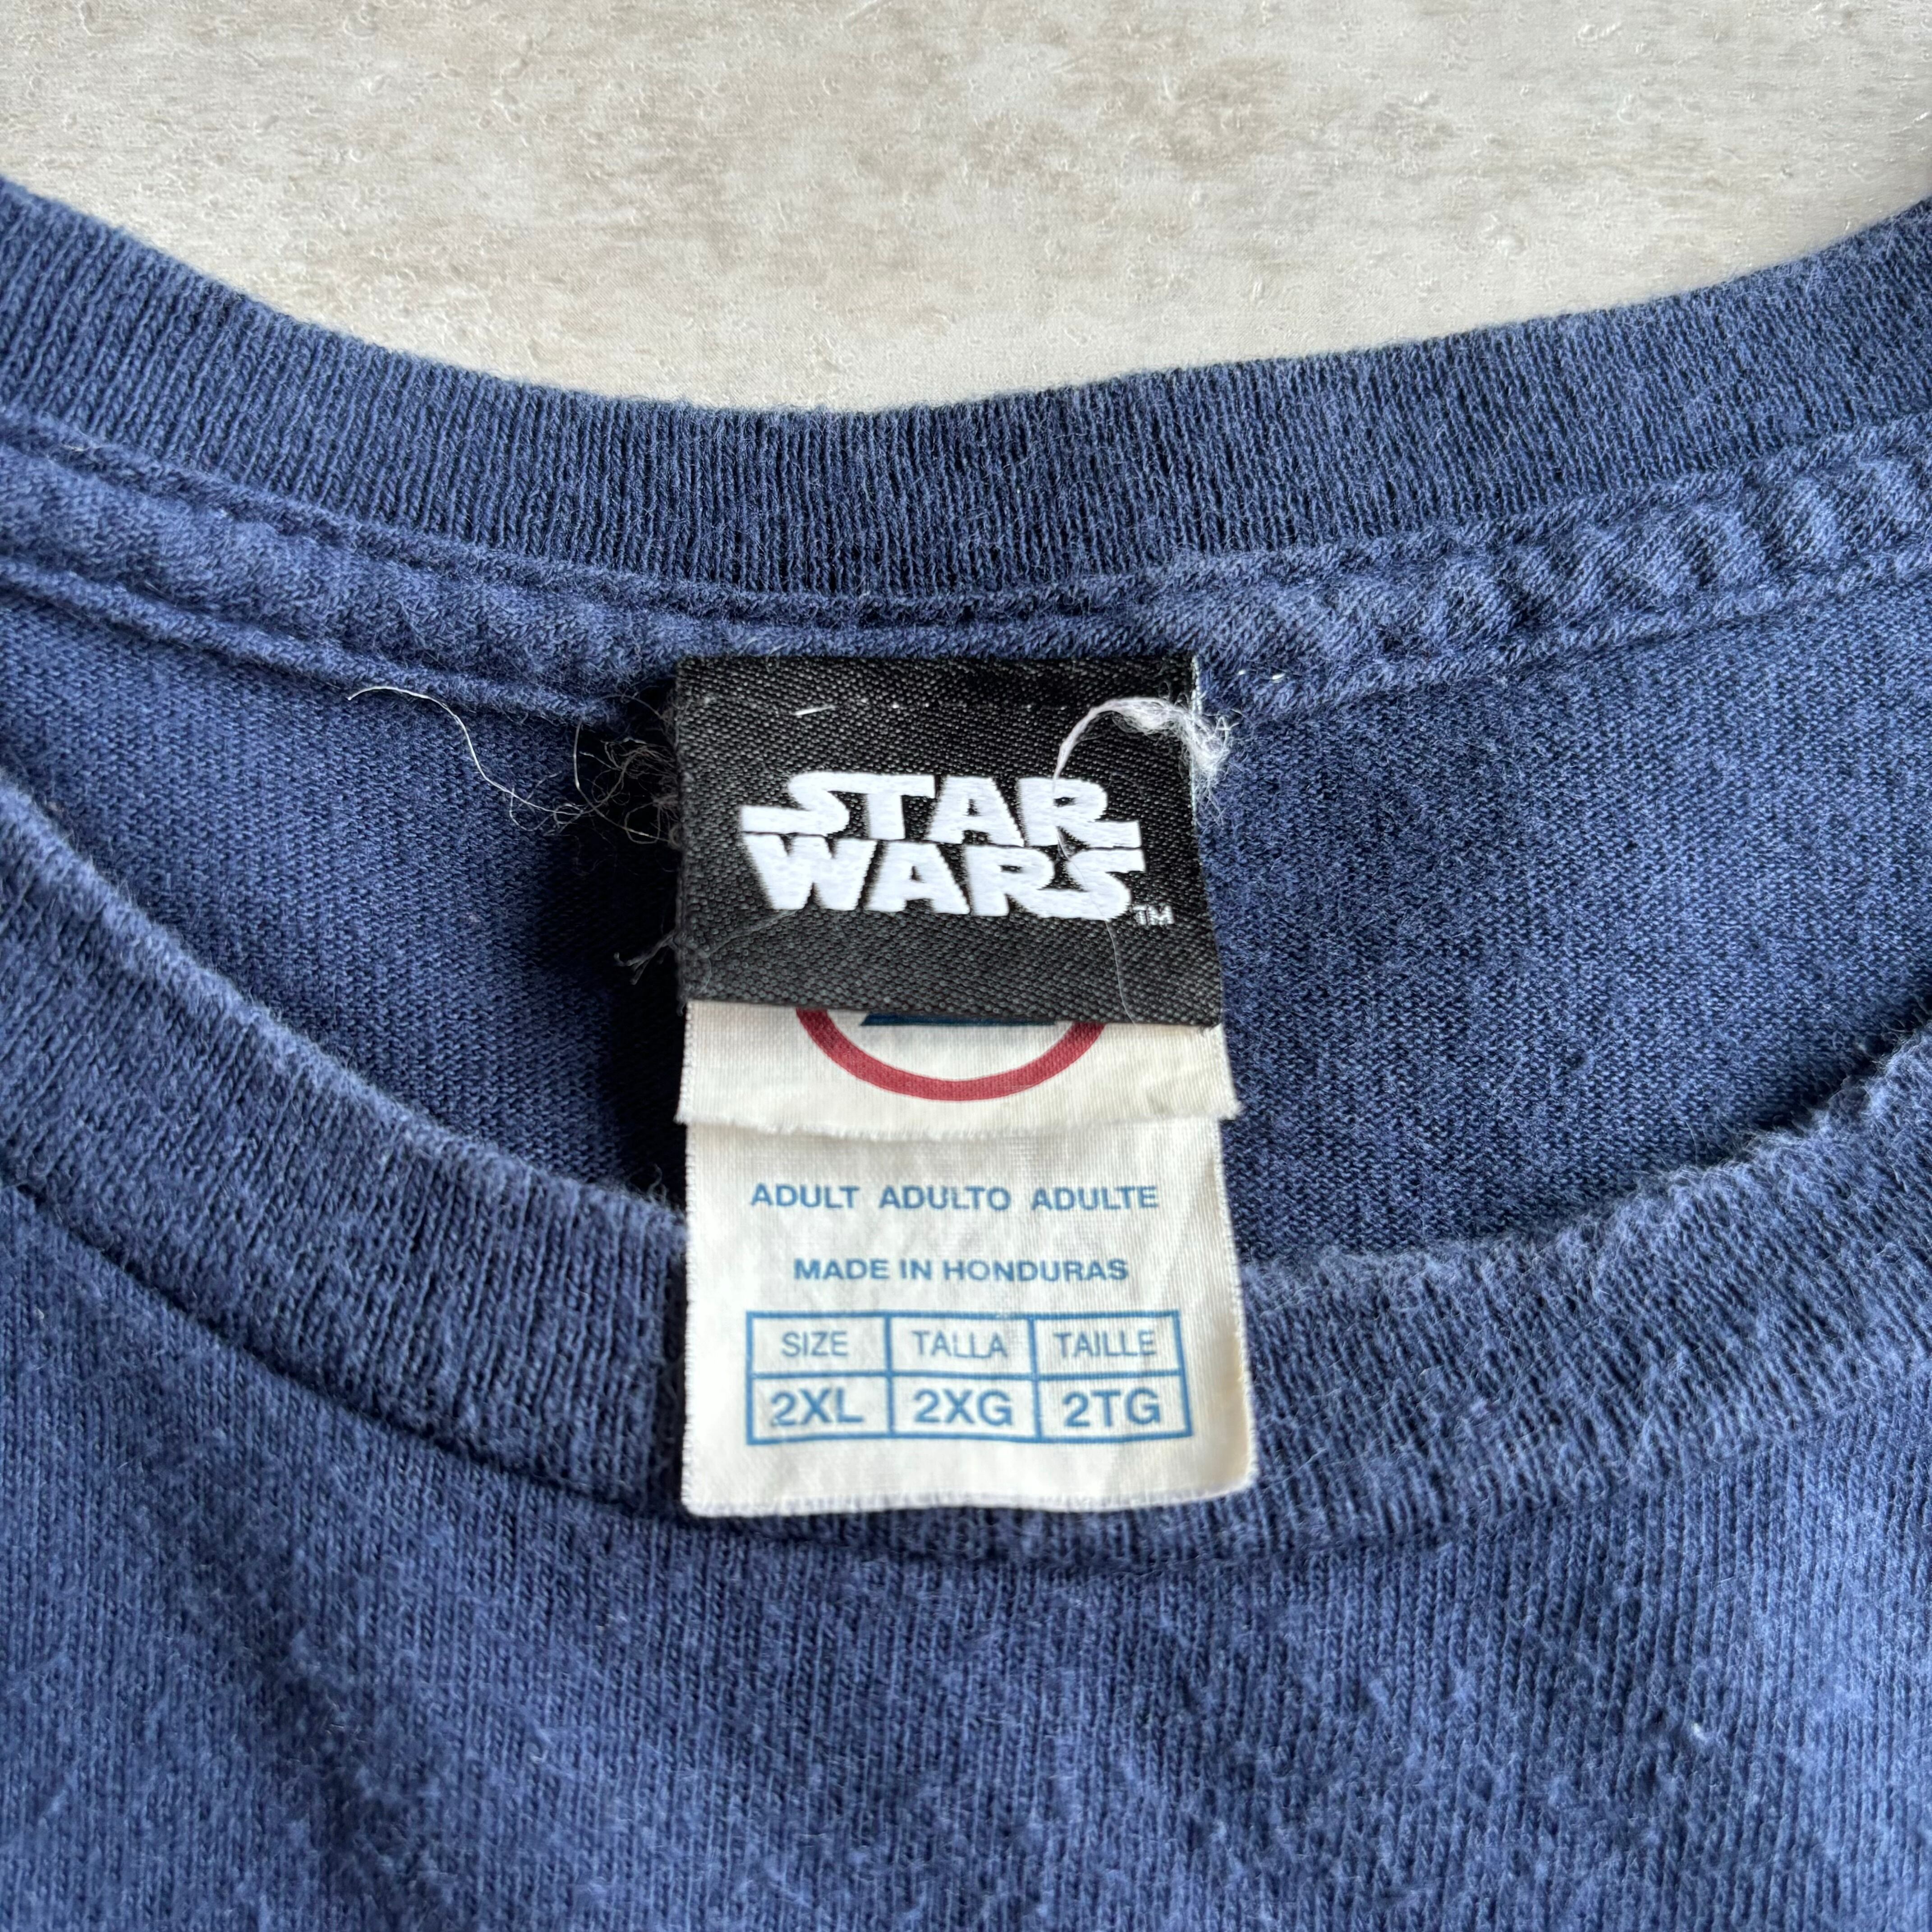 STAR
WARS TM
ADULT ADULTO ADULTE
MADE IN HONDURAS
SIZE TALLA TAILLE
2XL 2XG 2TG